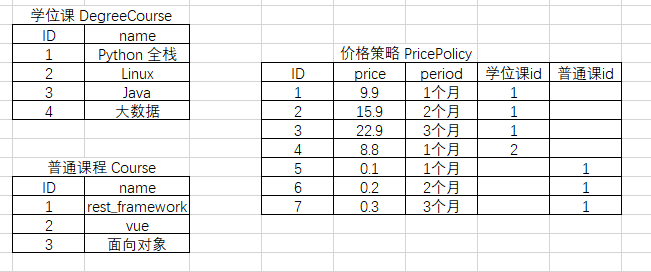 学位课 DegreeCourse
ID name
1 Python 全栈
2 Linux
3 Java
4 大数据
普通课程 Course
ID name
1 rest_framework
2 vue
3 面向对象
价格策略 PricePolicy
ID price period 学位课id 普通课id
1 9.9 1个月 1
2 15.9 2个月 1
3 22.9 3个月 1
4 8.8 1个月 2
5 0.1 1个月 1
6 0.2 2个月 1
7 0.3 3个月 1